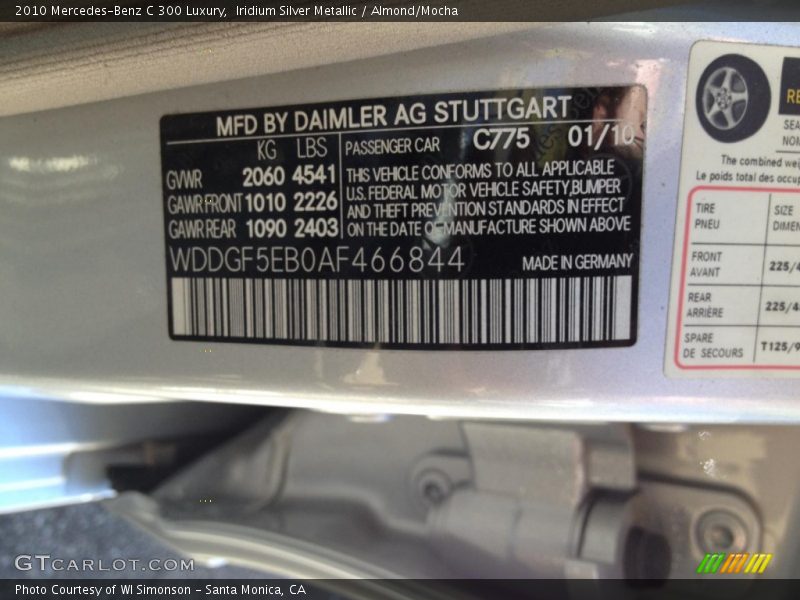 2010 Mercedes-Benz C 300 Luxury,  Iridium Silver Metallic / Almond/Mocha
MFD BY DAIMLER AG STUTTGART
KG LBS
GVWR 2060 4541
GAWR FRONT 1010 2226
GAWR REAR 1090 2403
PASSENGER CAR C775 01/10
THIS VEHICLE CONFORMS TO ALL APPLICABLE
U.S. FEDERAL MOTOR VEHICLE SAFETY,BUMPER
AND THEFT PREVENTION STANDARDS IN EFFECT
ON THE DATE OF MANUFACTURE SHOWN ABOVE
WDDGF5EB0AF466844 MADE IN GERMANY
The combined
Le poids total des
TIRE
PNEU
SIZE
FRONT
AVANT
225/4
REAR
ARRIÈRE
225/4
SPARE
DE SECOURS
T125/9
GTCARLOT.COM
Photo Courtesy of WI Simonson - Santa Monica, CA